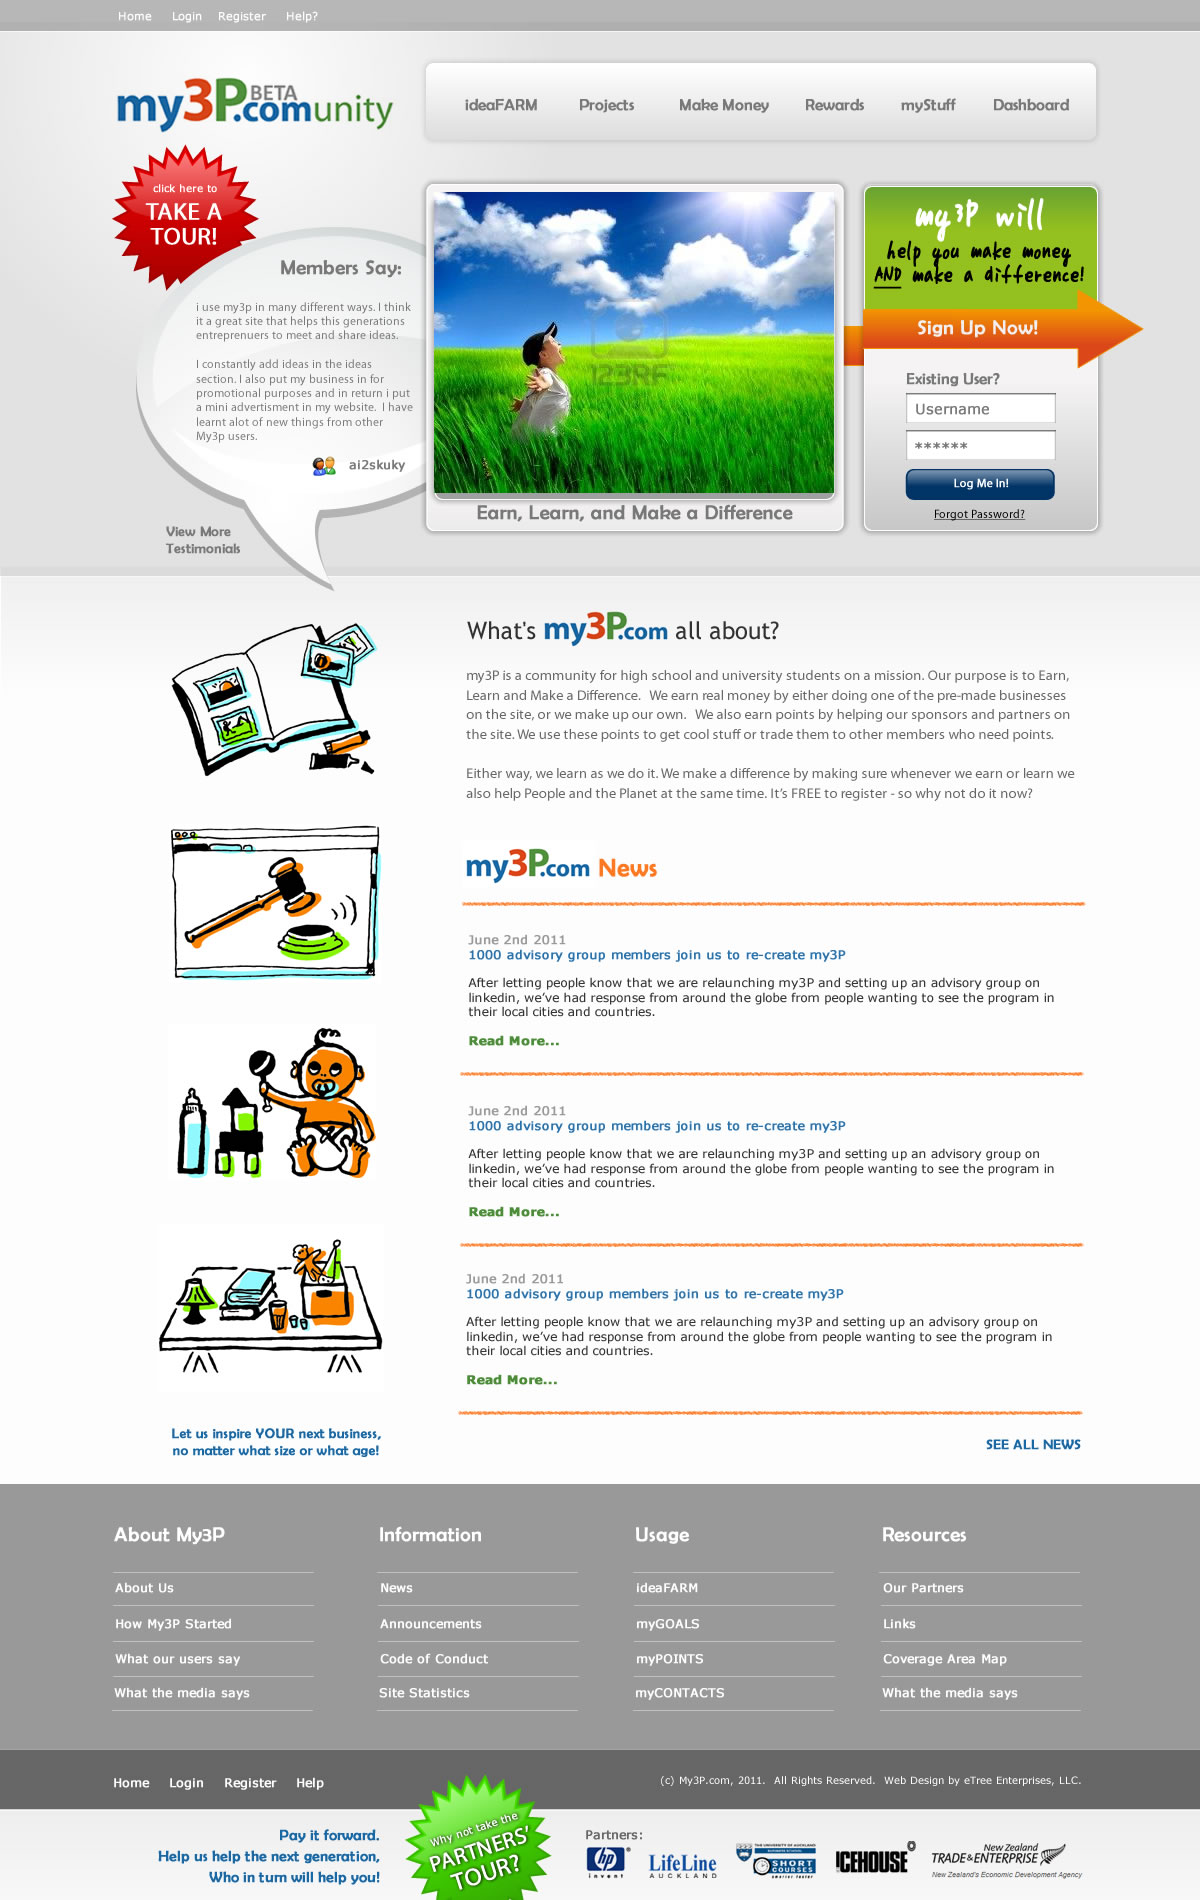 Home Login Register Help?
my3P.comunity BETA
ideaFARM Projects Make Money Rewards myStuff Dashboard
click here to
TAKE A
TOUR!
Members Say:
i use my3p in many different ways. I think
it a great site that helps this generations
entreprenuers to meet and share ideas.
I constantly add ideas in the ideas
section. I also put my business in for
promotional purposes and in return i put
a mini advertisment in my website. I have
learnt alot of new things from other
My3p users.
ai2skuky
View More
Testimonials
123RF
Earn, Learn, and Make a Difference
my3P will
help you make money
AND make a difference!
Sign Up Now!
Existing User?
Username
******
Log Me In!
Forgot Password?
What's my3P.com all about?
my3P is a community for high school and university students on a mission. Our purpose is to Earn,
Learn and Make a Difference. We earn real money by either doing one of the pre-made businesses
on the site, or we make up our own. We also earn points by helping our sponsors and partners on
the site. We use these points to get cool stuff or trade them to other members who need points.
Either way, we learn as we do it. We make a difference by making sure whenever we earn or learn we
also help People and the Planet at the same time. It's FREE to register - so why not do it now?
my3P.com News
June 2nd 2011
1000 advisory group members join us to re-create my3P
After letting people know that we are relaunching my3P and setting up an advisory group on
linkedin, we've had response from around the globe from people wanting to see the program in
their local cities and countries.
Read More...
June 2nd 2011
1000 advisory group members join us to re-create my3P
After letting people know that we are relaunching my3P and setting up an advisory group on
linkedin, we've had response from around the globe from people wanting to see the program in
their local cities and countries.
Read More...
June 2nd 2011
1000 advisory group members join us to re-create my3P
After letting people know that we are relaunching my3P and setting up an advisory group on
linkedin, we've had response from around the globe from people wanting to see the program in
their local cities and countries.
Read More...
Let us inspire YOUR next business,
no matter what size or what age!
SEE ALL NEWS
About My3P
About Us
How My3P Started
What our users say
What the media says
Information
News
Announcements
Code of Conduct
Site Statistics
Usage
ideaFARM
myGOALS
myPOINTS
myCONTACTS
Resources
Our Partners
Links
Coverage Area Map
What the media says
Home Login Register Help
(c) My3P.com, 2011. All Rights Reserved. Web Design by eTree Enterprises, LLC.
Pay it forward.
Help us help the next generation,
Who in turn will help you!
Why not take the
PARTNERS'
TOUR?
Partners:
hp
invent
LifeLine
AUCKLAND
THE UNIVERSITY OF AUCKLAND
BUSINESS SCHOOL
SHORT
COURSES
smarter faster
ICEHOUSE
New Zealand
TRADE & ENTERPRISE
New Zealand's Economic Development Agency